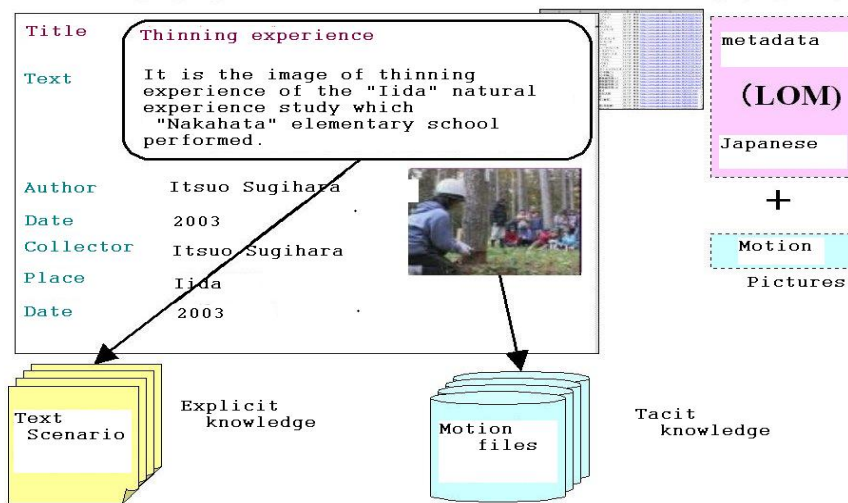 Title
Thinning experience
Text
It is the image of thinning
experience of the "Iida" natural
experience study which
"Nakahata" elementary school
performed.
Author Itsuo Sugihara
Date 2003
Collector Itsuo Sugihara
Place Iida
Date 2003
metadata
(LOM)
Japanese
+
Motion
Pictures
Text
Scenario
Explicit
knowledge
Motion
files
Tacit
knowledge